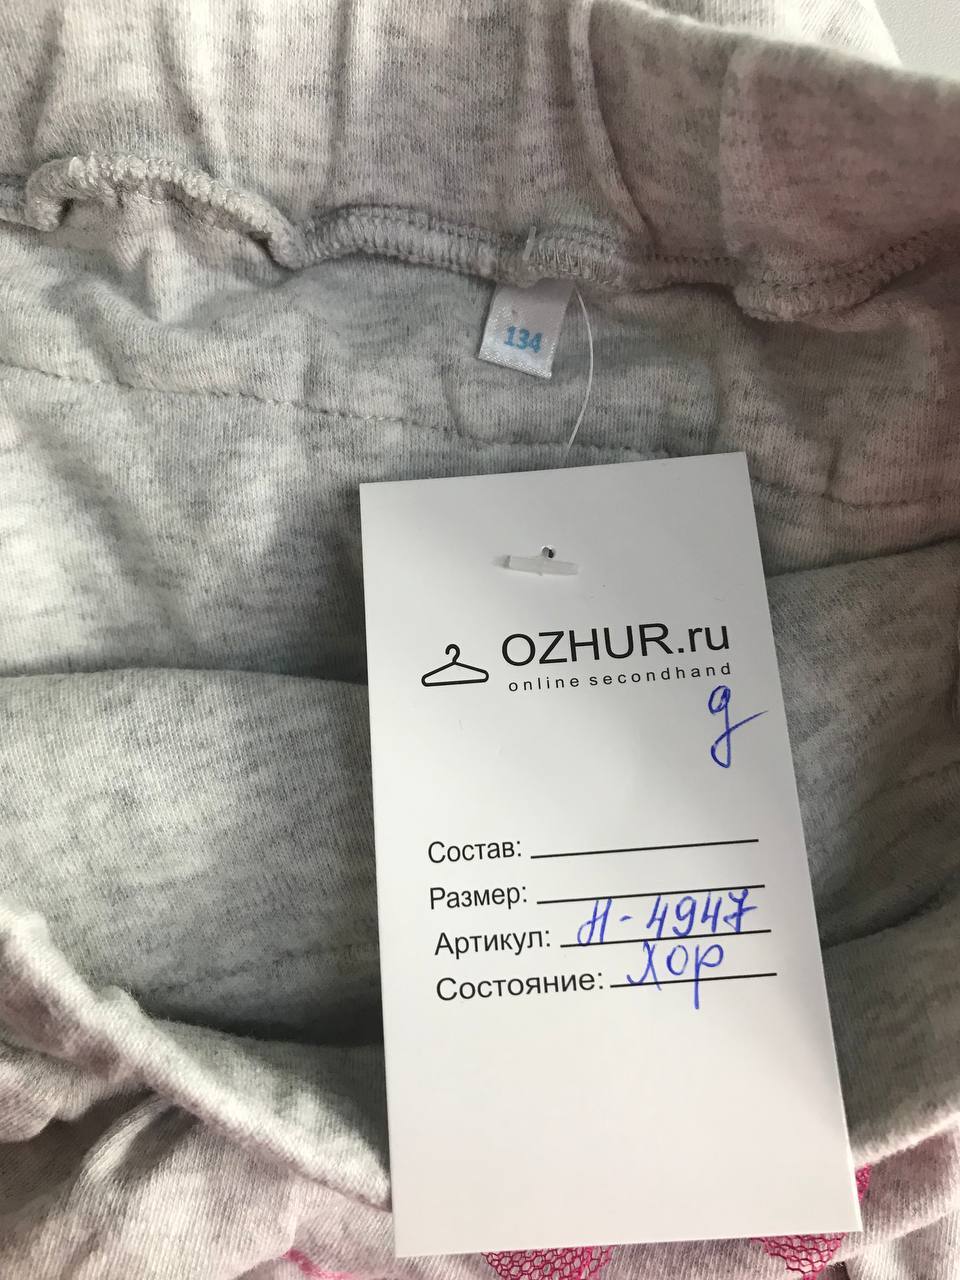 134
OZHUR.ru
online secondhand
g
Состав:
Размер:
Артикул: Н-4947
Состояние: Хор